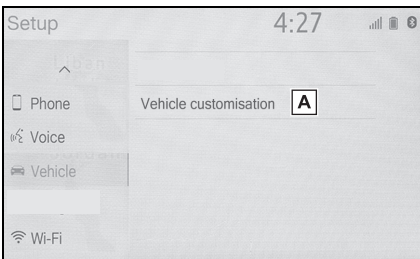 Setup
4:27
Phone
Vehicle customisation
A
Voice
Vehicle
Wi-Fi